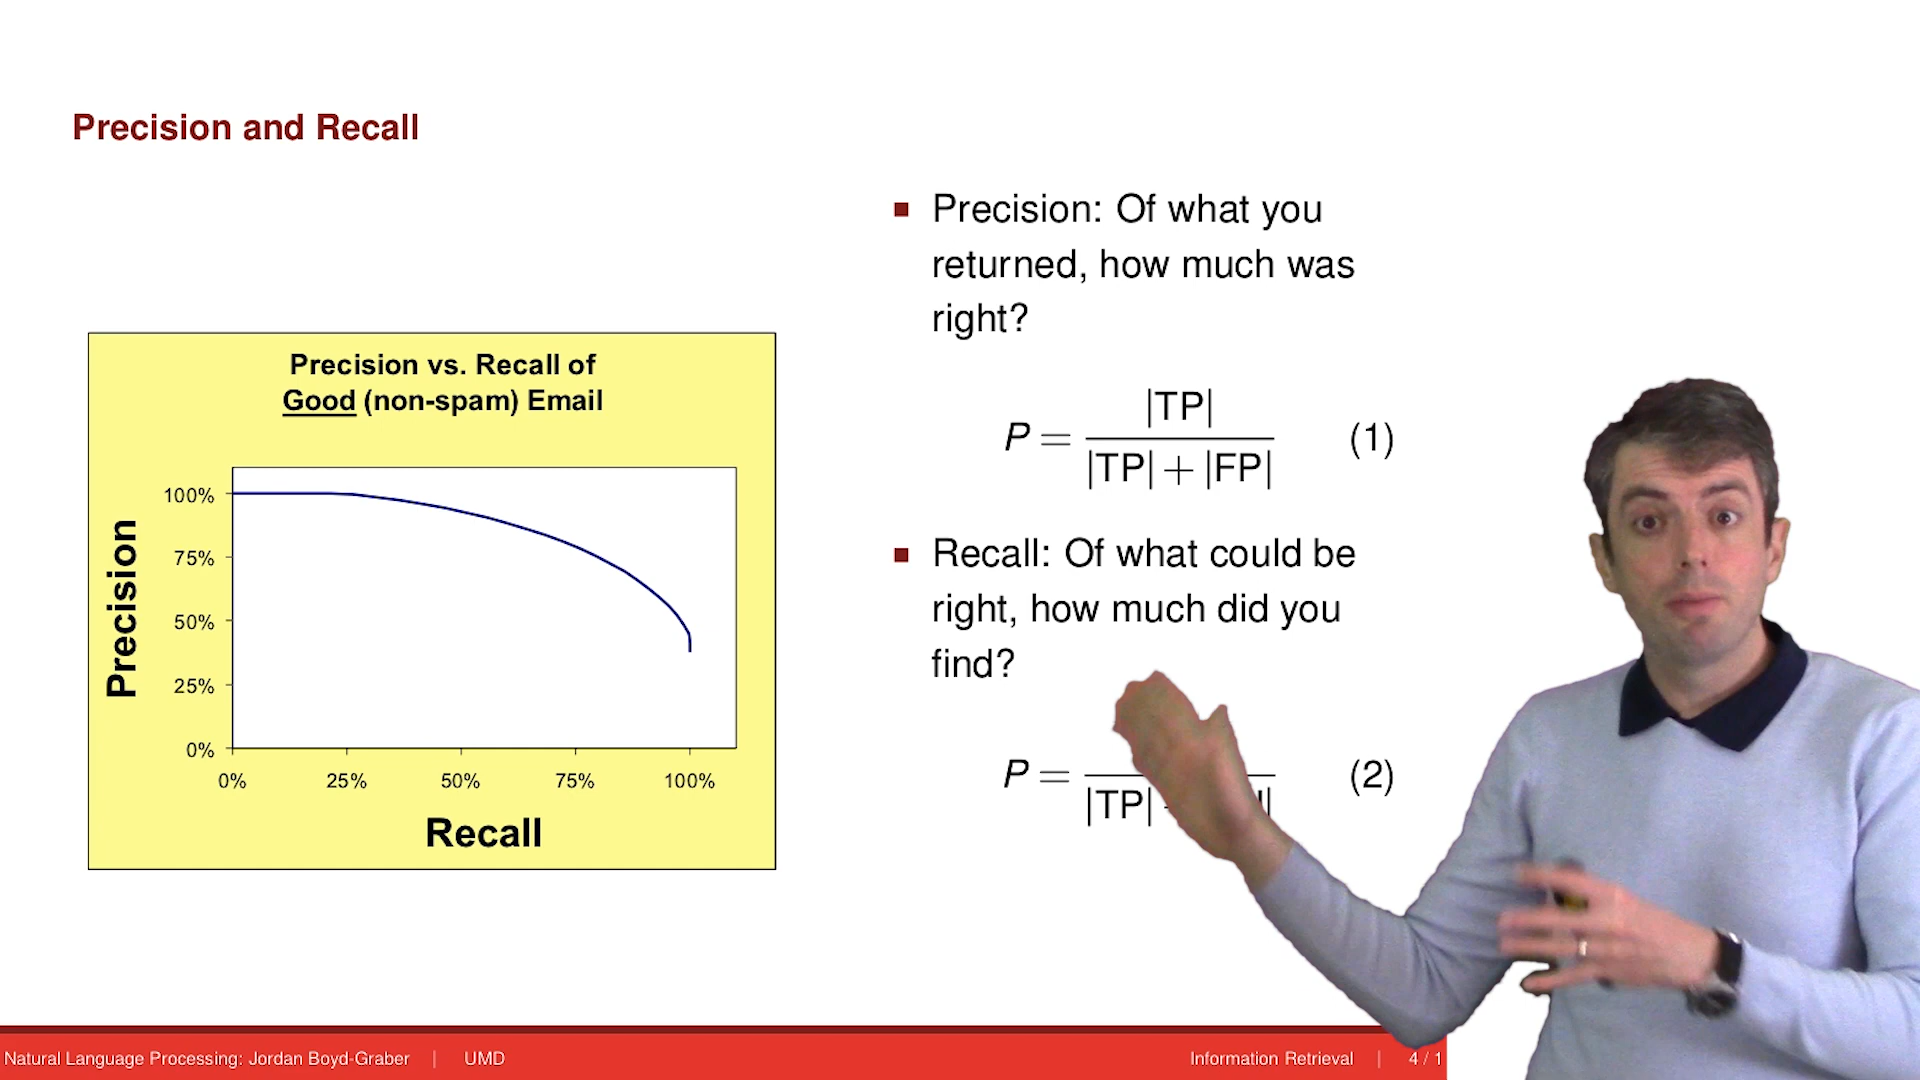 Precision and Recall
Precision vs. Recall of
Good (non-spam) Email
Precision
100%
75%
50%
25%
0%
0% 25% 50% 75% 100%
Recall
■ Precision: Of what you
returned, how much was
right?
P = |TP| / |TP| + |FP| (1)
■ Recall: Of what could be
right, how much did you
find?
P = |TP| (2)
Natural Language Processing: Jordan Boyd-Graber | UMD
Information Retrieval | 4 / 1